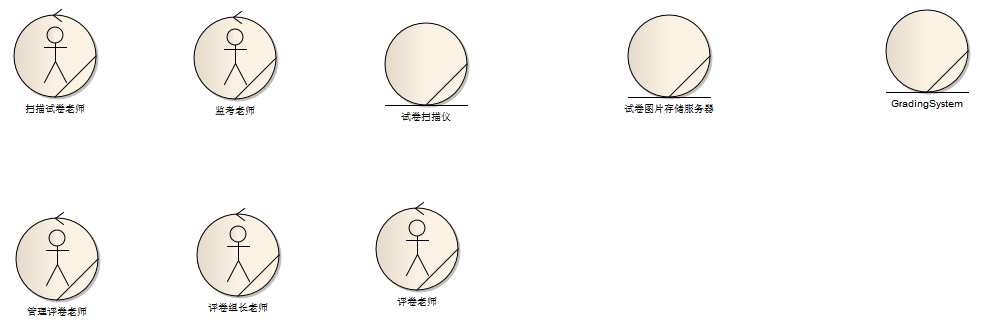 扫描试卷老师
监考老师
试卷扫描仪
试卷图片存储服务器
GradingSystem
管理评卷老师
评卷组长老师
评卷老师